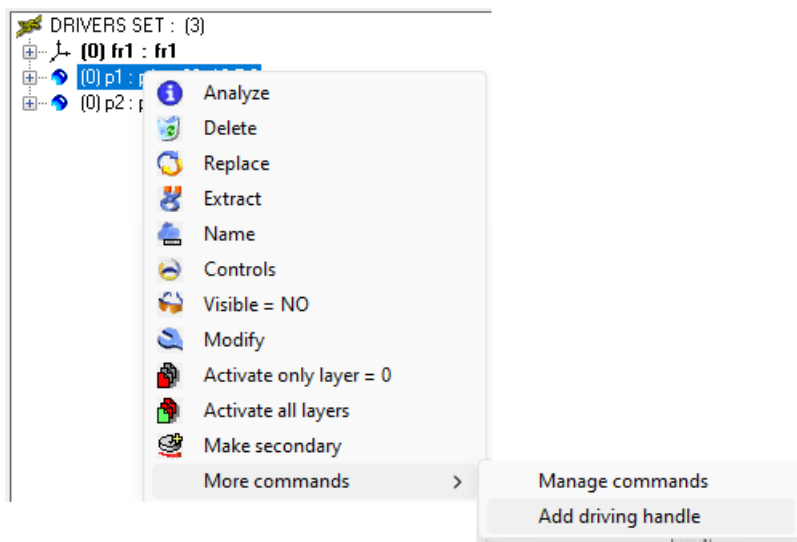 DRIVERS SET : (3)
(0) fr1 : fr1
(0) p1 :
(0) p2 :
Analyze
Delete
Replace
Extract
Name
Controls
Visible = NO
Modify
Activate only layer = 0
Activate all layers
Make secondary
More commands
Manage commands
Add driving handle